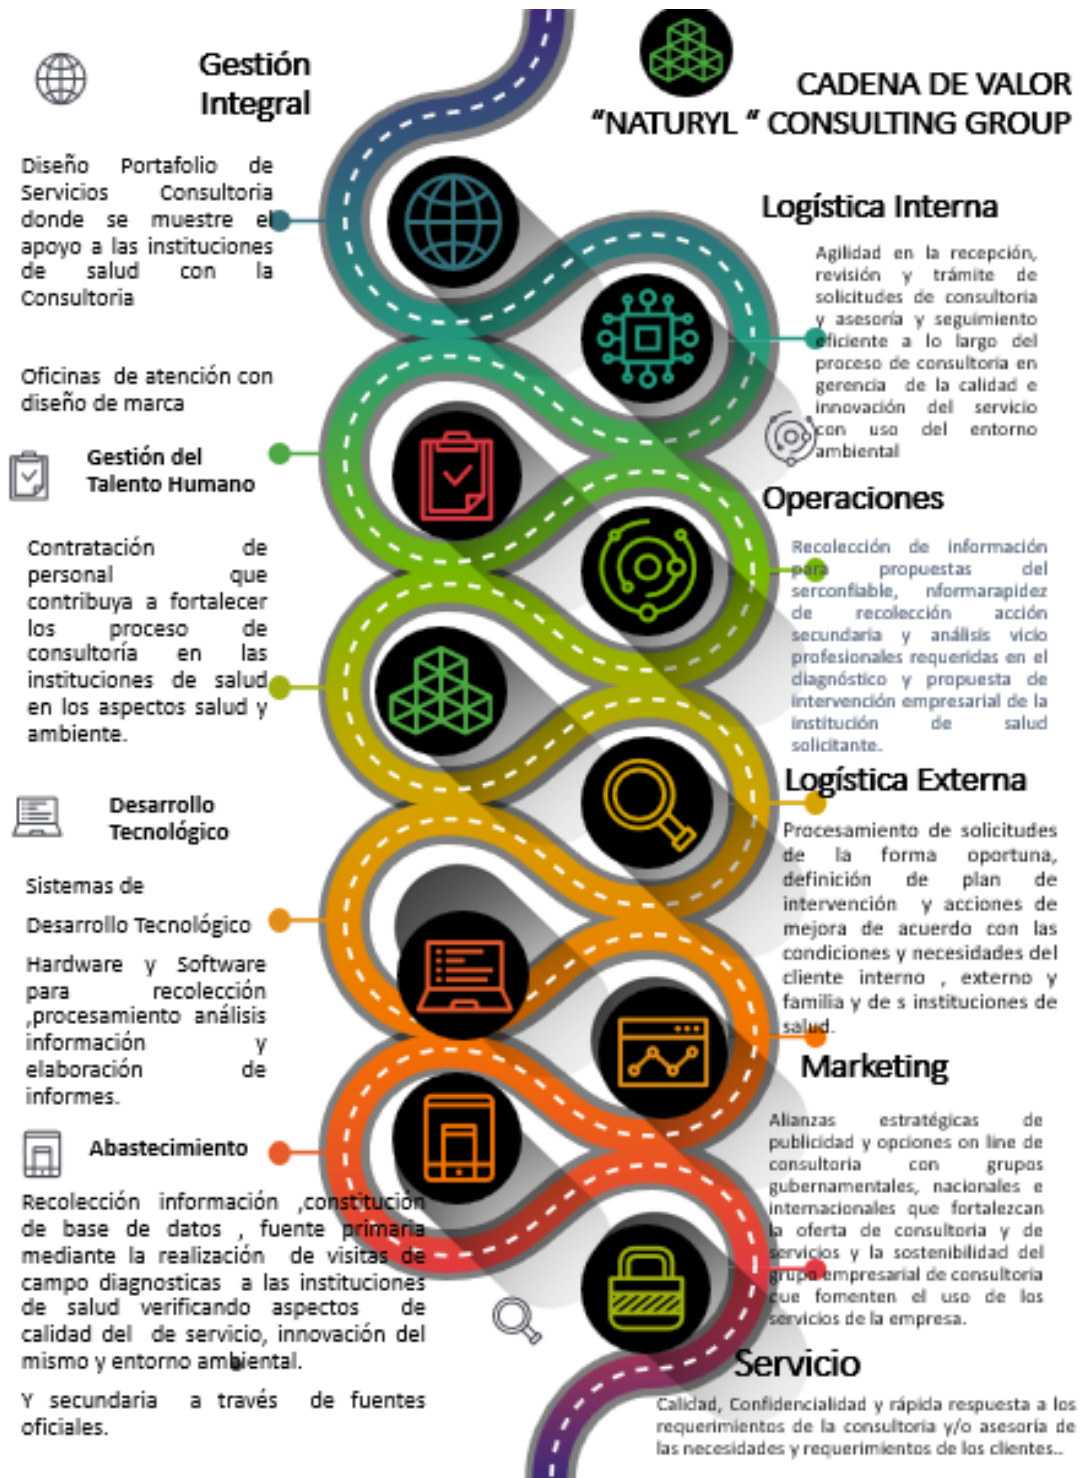 Gestión
Integral
Diseño Portafolio de
Servicios Consultoria
donde se muestre el
apoyo a las instituciones
de salud con la
Consultoria
Oficinas de atención con
diseño de marca
Gestión del
Talento Humano
Contratación de
personal que
contribuya a fortalecer
los proceso de
consultoría en las
instituciones de salud
en los aspectos salud y
ambiente.
Desarrollo
Tecnológico
Sistemas de
Desarrollo Tecnológico
Hardware y Software
para recolección
,procesamiento análisis
información y
elaboración de
informes.
Abastecimiento
Recolección información ,constitución
de base de datos , fuente primaria
mediante la realización de visitas de
campo diagnosticas a las instituciones
de salud verificando aspectos de
calidad del de servicio, innovación del
mismo y entorno ambiental.
Y secundaria a través de fuentes
oficiales.
CADENA DE VALOR
“NATURYL “ CONSULTING GROUP
Logística Interna
Agilidad en la recepción,
revisión y trámite de
solicitudes de consultoria
y asesoría y seguimiento
eficiente a lo largo del
proceso de consultoria en
gerencia de la calidad e
innovación del servicio
con uso del entorno
ambiental
Operaciones
Recolección de información
para propuestas del
serconfiable, nformarapidez
de recolección acción
secundaria y análisis vicio
profesionales requeridas en el
diagnóstico y propuesta de
intervención empresarial de la
institución de salud
solicitante.
Logística Externa
Procesamiento de solicitudes
de la forma oportuna,
definición de plan de
intervención y acciones de
mejora de acuerdo con las
condiciones y necesidades del
cliente interno , externo y
familia y de s instituciones de
salud.
Marketing
Alianzas estratégicas de
publicidad y opciones on line de
consultoria con grupos
gubernamentales, nacionales e
internacionales que fortalezcan
la oferta de consultoria y de
servicios y la sostenibilidad del
grupo empresarial de consultoria
que fomenten el uso de los
servicios de la empresa.
Servicio
Calidad, Confidencialidad y rápida respuesta a los
requerimientos de la consultoria y/o asesoría de
las necesidades y requerimientos de los clientes..